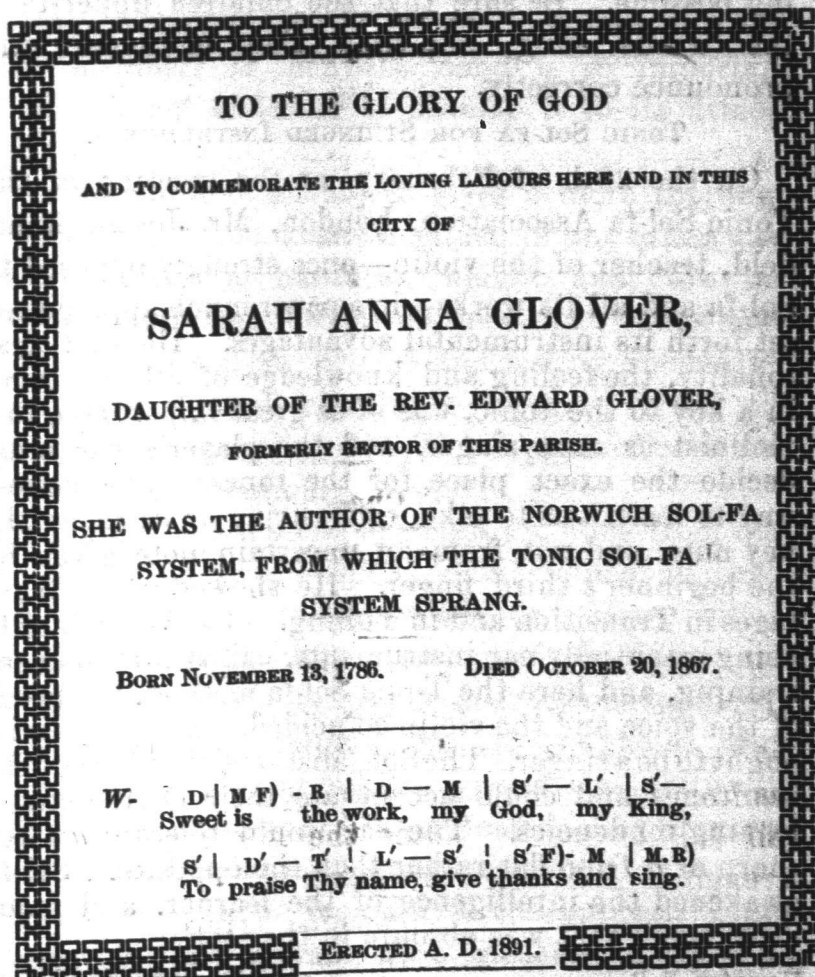 TO THE GLORY OF GOD
AND TO COMMEMORATE THE LOVING LABOURS HERE AND IN THIS
CITY OF
SARAH ANNA GLOVER,
DAUGHTER OF THE REV. EDWARD GLOVER,
FORMERLY RECTOR OF THIS PARISH.
SHE WAS THE AUTHOR OF THE NORWICH SOL-FA
SYSTEM, FROM WHICH THE TONIC SOL-FA
SYSTEM SPRANG.
BORN NOVEMBER 13, 1786. DIED OCTOBER 20, 1867.
W- D | M F) - R | D — M | S' — L' | S'—
Sweet is the work, my God, my King,
S' | D' — T' ¦ L' — S' ¦ S' F)- M | M.R)
To praise Thy name, give thanks and sing.
ERECTED A. D. 1891.